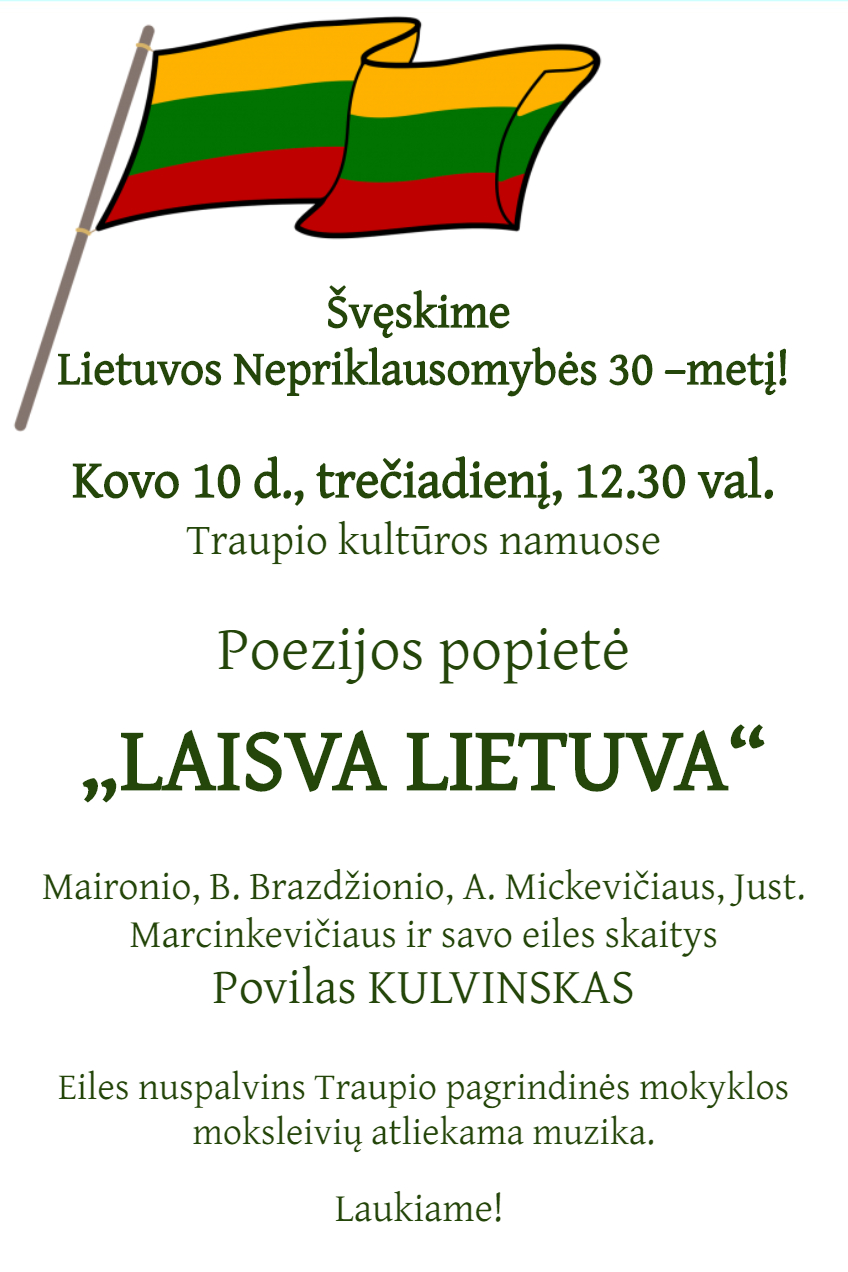 Švęskime
Lietuvos Nepriklausomybės 30 –metį!
Kovo 10 d., trečiadienį, 12.30 val.
Traupio kultūros namuose
Poezijos popietė
„LAISVA LIETUVA“
Maironio, B. Brazdžionio, A. Mickevičiaus, Just.
Marcinkevičiaus ir savo eiles skaitys
Povilas KULVINSKAS
Eiles nuspalvins Traupio pagrindinės mokyklos
moksleivių atliekama muzika.
Laukiame!